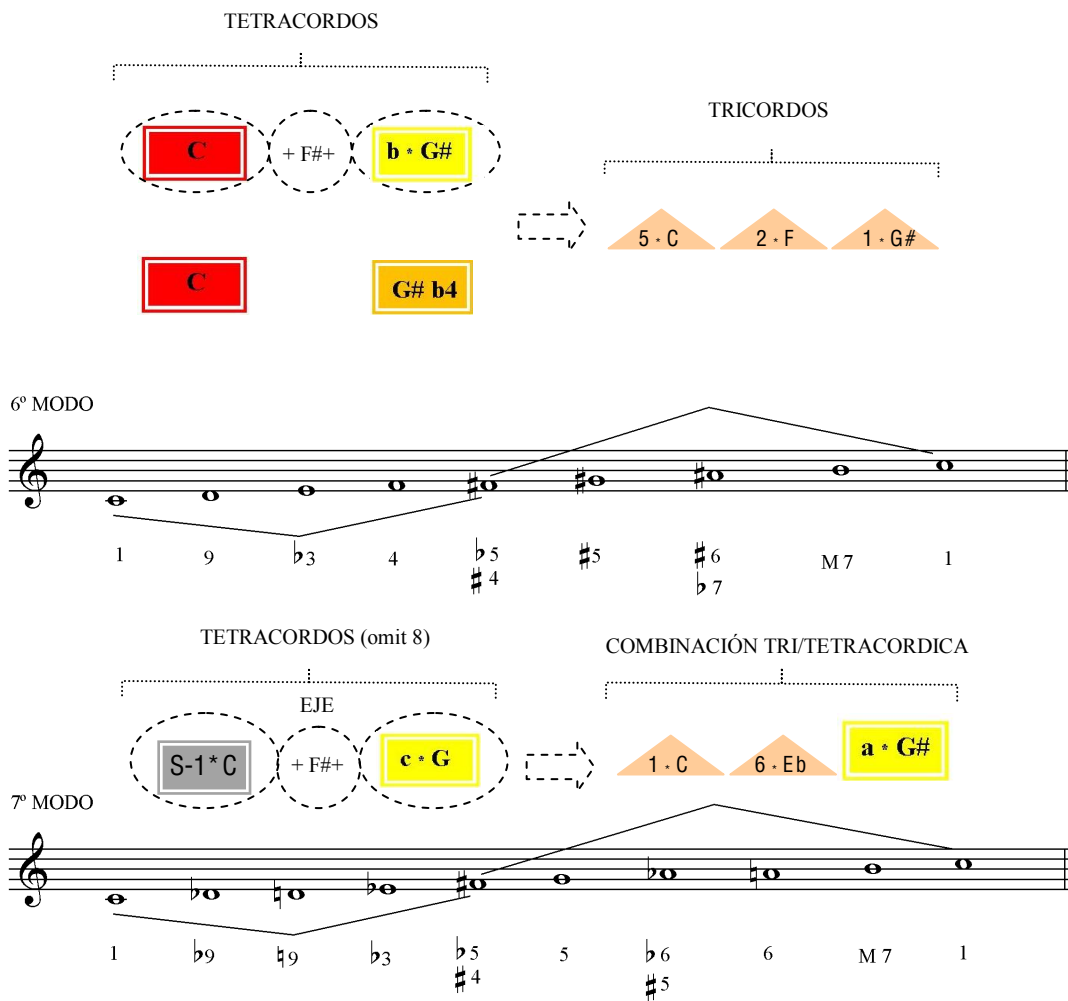 TETRACORDOS
C + F#+ b * G#
TRICORDOS
5 * C 2 * F 1 * G#
C G# b4
6º MODO
1 9 ♭3 4 ♭5 ♯5 ♯6 M 7 1
♯4 ♭7
TETRACORDOS (omit 8)
COMBINACIÓN TRI/TETRACORDICA
EJE
S-1*C + F#+ c * G
1 * C 6 * Eb a * G#
7º MODO
1 ♭9 ♮9 ♭3 ♭5 5 ♭6 6 M 7 1
♯4 ♯5